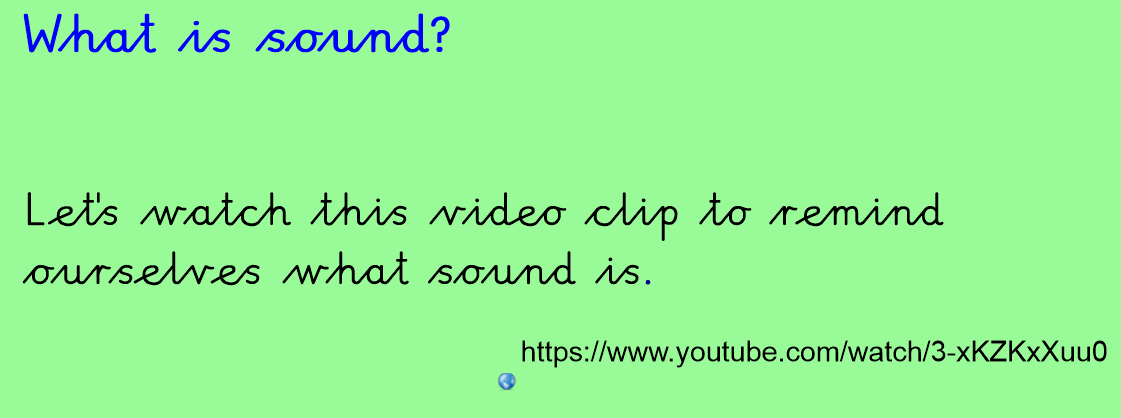 What is sound?
Let's watch this video clip to remind
ourselves what sound is.
https://www.youtube.com/watch/3-xKZKxXuu0